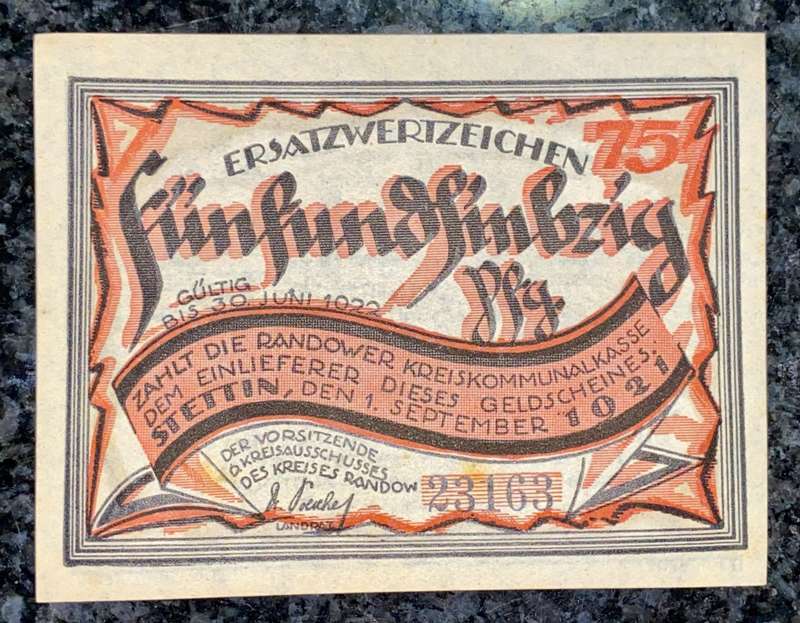 ERSATZWERTZEICHEN 75
Fünfundsiebzig
Pfg.
GÜLTIG
BIS 30. JUNI 1922
ZAHLT DIE RANDOWER KREISKOMMUNALKASSE
DEM EINLIEFERER DIESES GELDSCHEINES.
STETTIN, DEN 1. SEPTEMBER 1921
DER VORSITZENDE
D. KREISAUSSCHUSSES
DES KREISES RANDOW
LANDRAT
23163